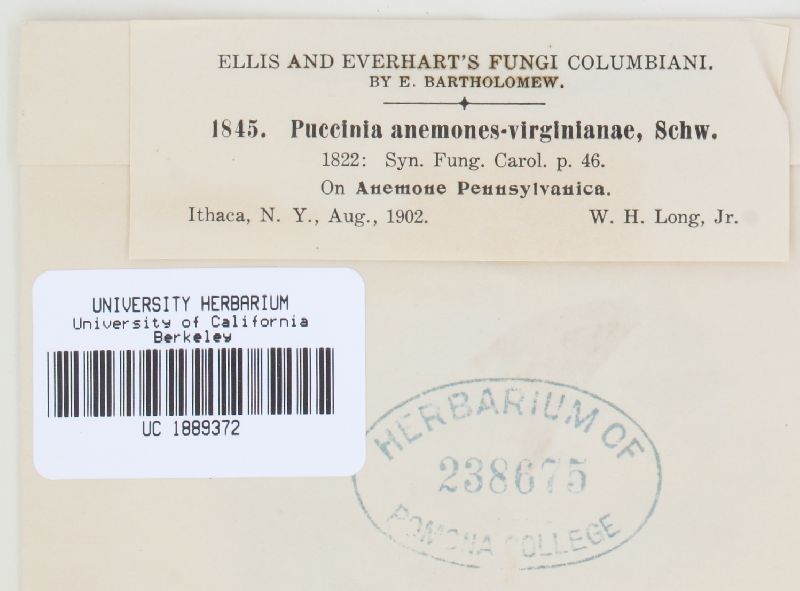 ELLIS AND EVERHART'S FUNGI COLUMBIANI.
BY E. BARTHOLOMEW.
1845. Puccinia anemones-virginianae, Schw.
1822: Syn. Fung. Carol. p. 46.
On Anemone Pennsylvanica.
Ithaca, N. Y., Aug., 1902. W. H. Long, Jr.
UNIVERSITY HERBARIUM
University of California
Berkeley
UC 1889372
HERBARIUM OF
238675
POMONA COLLEGE